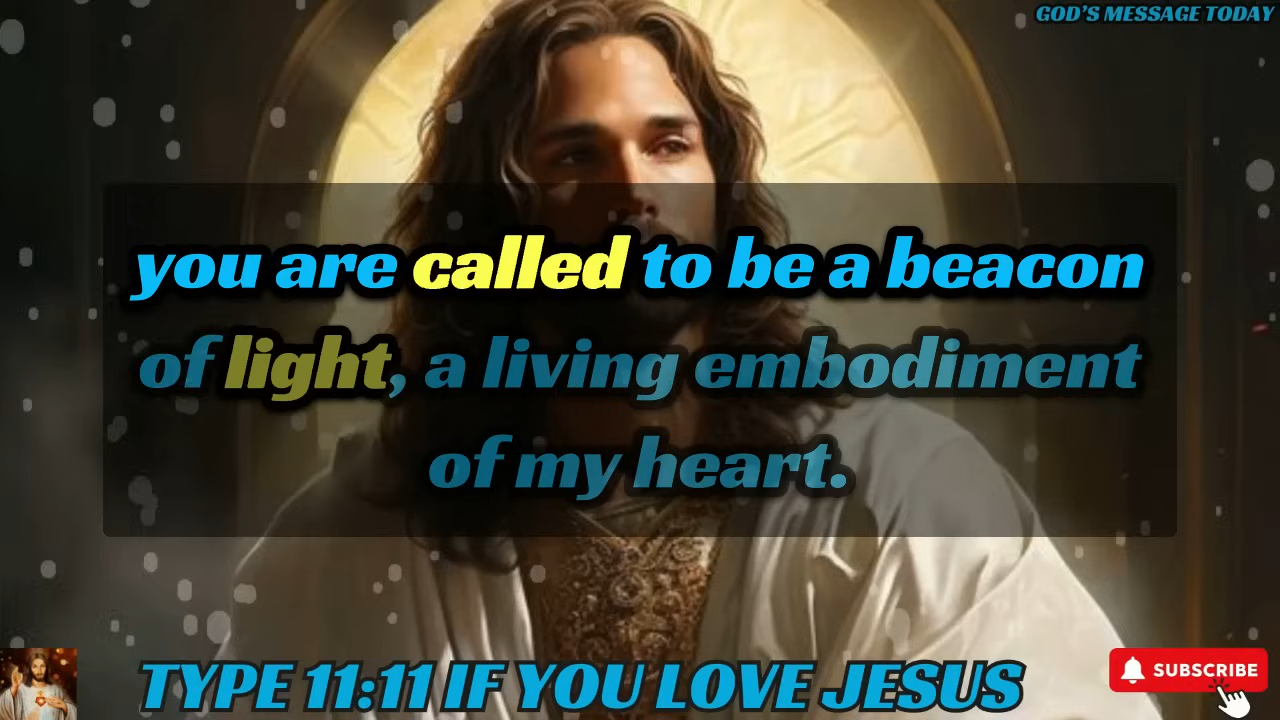 GOD'S MESSAGE TODAY
you are called to be a beacon
of light, a living embodiment
of my heart.
TYPE 11:11 IF YOU LOVE JESUS
SUBSCRIBE